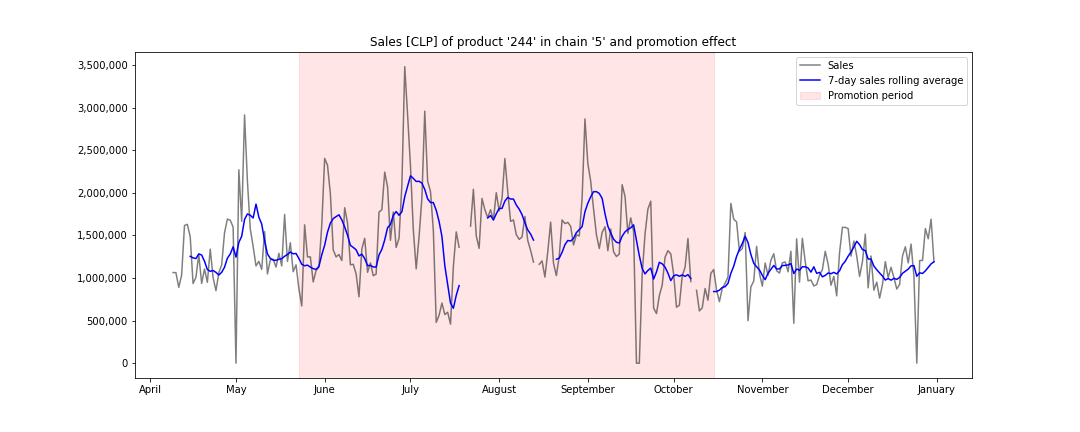 Sales [CLP] of product '244' in chain '5' and promotion effect
Sales
7-day sales rolling average
Promotion period
3,500,000
3,000,000
2,500,000
2,000,000
1,500,000
1,000,000
500,000
0
April May June July August September October November December January